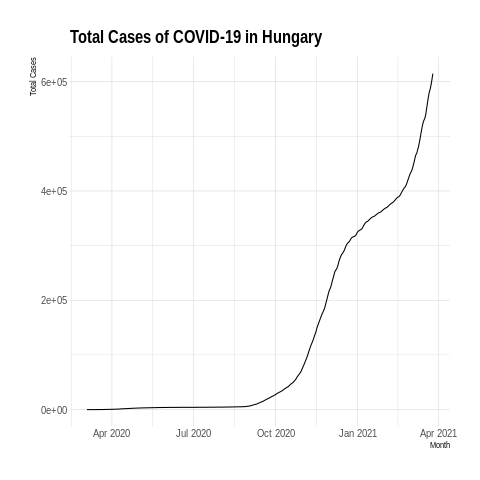 Total Cases of COVID-19 in Hungary
Total Cases
6e+05
4e+05
2e+05
0e+00
Apr 2020 Jul 2020 Oct 2020 Jan 2021 Apr 2021
Month